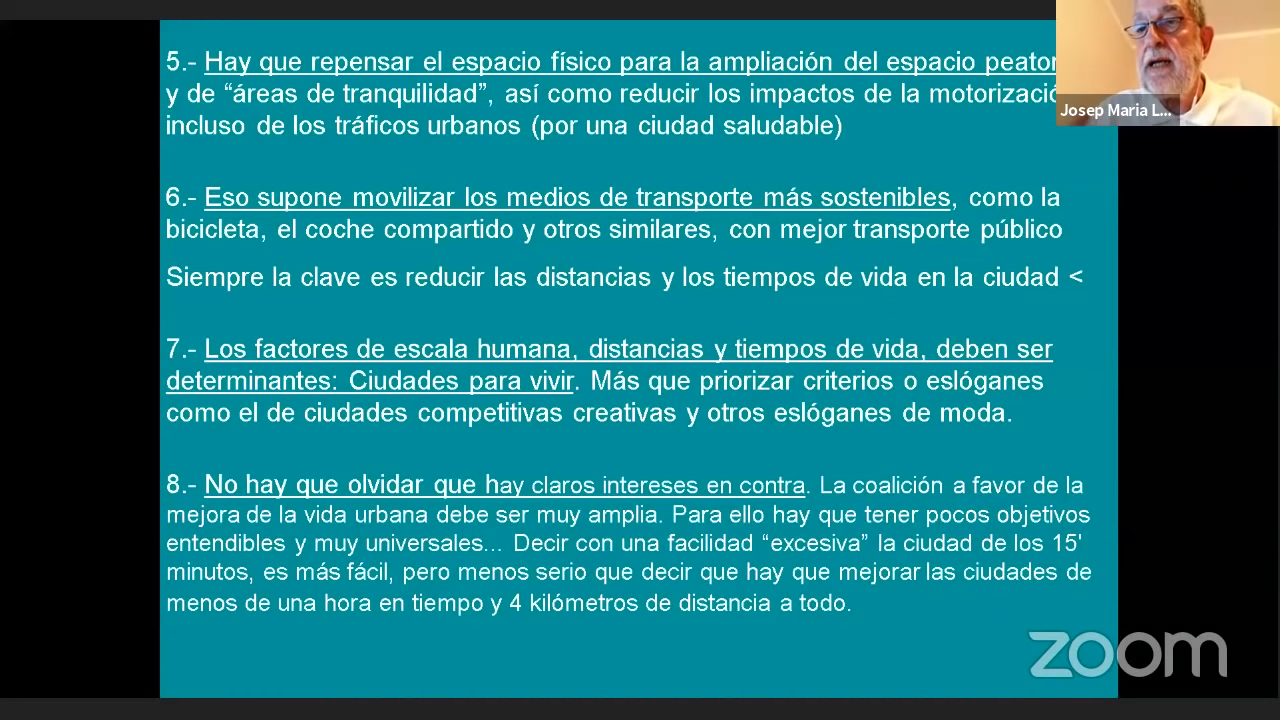 5.- Hay que repensar el espacio físico para la ampliación del espacio
y de “áreas de tranquilidad”, así como reducir los impactos de la
incluso de los tráficos urbanos (por una ciudad saludable)
6.- Eso supone movilizar los medios de transporte más sostenibles, como la
bicicleta, el coche compartido y otros similares, con mejor transporte público
Siempre la clave es reducir las distancias y los tiempos de vida en la ciudad <
7.- Los factores de escala humana, distancias y tiempos de vida, deben ser
determinantes: Ciudades para vivir. Más que priorizar criterios o eslóganes
como el de ciudades competitivas creativas y otros eslóganes de moda.
8.- No hay que olvidar que hay claros intereses en contra. La coalición a favor de la
mejora de la vida urbana debe ser muy amplia. Para ello hay que tener pocos objetivos
entendibles y muy universales... Decir con una facilidad “excesiva” la ciudad de los 15'
minutos, es más fácil, pero menos serio que decir que hay que mejorar las ciudades de
menos de una hora en tiempo y 4 kilómetros de distancia a todo.
Josep Maria L...
zoom